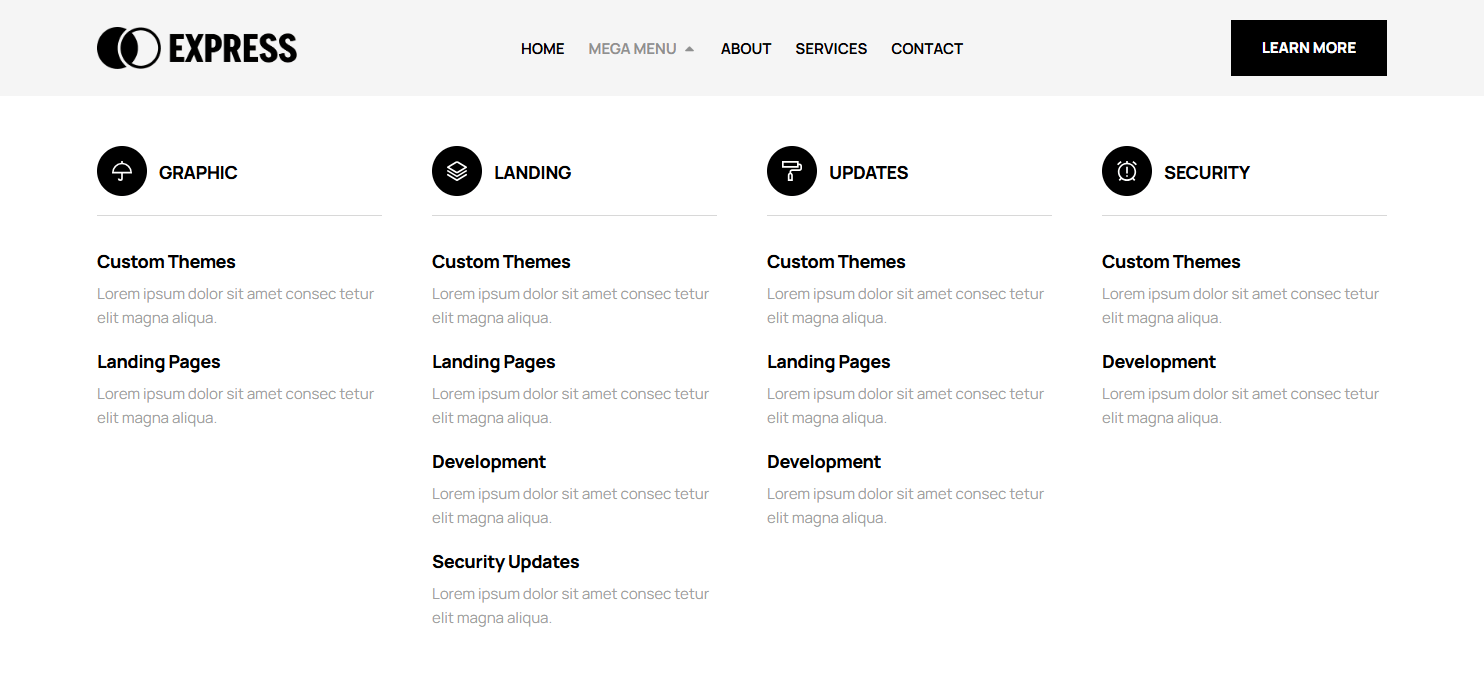 EXPRESS
HOME
MEGA MENU
ABOUT
SERVICES
CONTACT
LEARN MORE
GRAPHIC
Custom Themes
Lorem ipsum dolor sit amet consec tetur
elit magna aliqua.
Landing Pages
Lorem ipsum dolor sit amet consec tetur
elit magna aliqua.
LANDING
Custom Themes
Lorem ipsum dolor sit amet consec tetur
elit magna aliqua.
Landing Pages
Lorem ipsum dolor sit amet consec tetur
elit magna aliqua.
Development
Lorem ipsum dolor sit amet consec tetur
elit magna aliqua.
Security Updates
Lorem ipsum dolor sit amet consec tetur
elit magna aliqua.
UPDATES
Custom Themes
Lorem ipsum dolor sit amet consec tetur
elit magna aliqua.
Landing Pages
Lorem ipsum dolor sit amet consec tetur
elit magna aliqua.
Development
Lorem ipsum dolor sit amet consec tetur
elit magna aliqua.
SECURITY
Custom Themes
Lorem ipsum dolor sit amet consec tetur
elit magna aliqua.
Development
Lorem ipsum dolor sit amet consec tetur
elit magna aliqua.